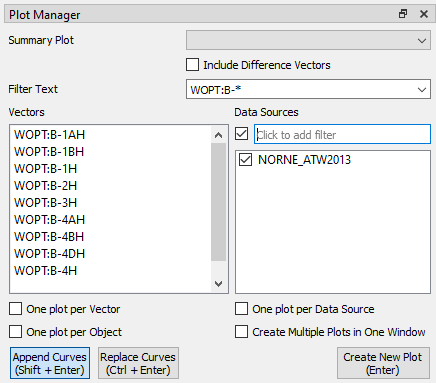 Plot Manager
Summary Plot
Include Difference Vectors
Filter Text
WOPT:B-*
Vectors
Data Sources
Click to add filter
WOPT:B-1AH
WOPT:B-1BH
WOPT:B-1H
WOPT:B-2H
WOPT:B-3H
WOPT:B-4AH
WOPT:B-4BH
WOPT:B-4DH
WOPT:B-4H
NORNE_ATW2013
One plot per Vector
One plot per Data Source
One plot per Object
Create Multiple Plots in One Window
Append Curves
(Shift + Enter)
Replace Curves
(Ctrl + Enter)
Create New Plot
(Enter)